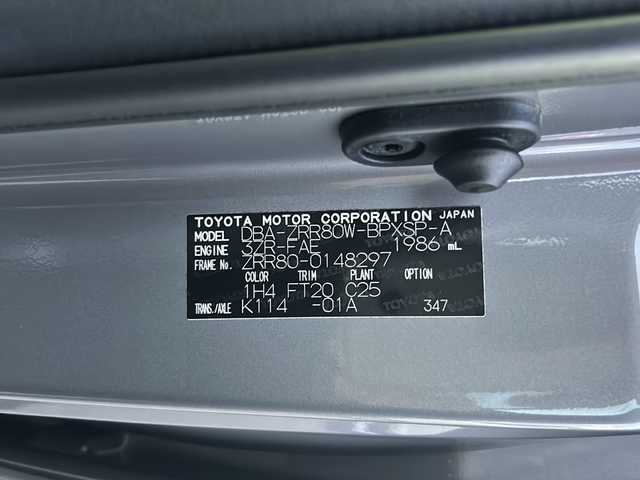 TOYOTA MOTOR CORPORATION JAPAN
MODEL DBA-ZRR80W-BPXSP-A
ENGINE 3ZR-FAE 1986 mL
FRAME No. ZRR80-0148297
COLOR TRIM PLANT
1H4 FT20 C25
TRANS./AXLE K114 -01A 347